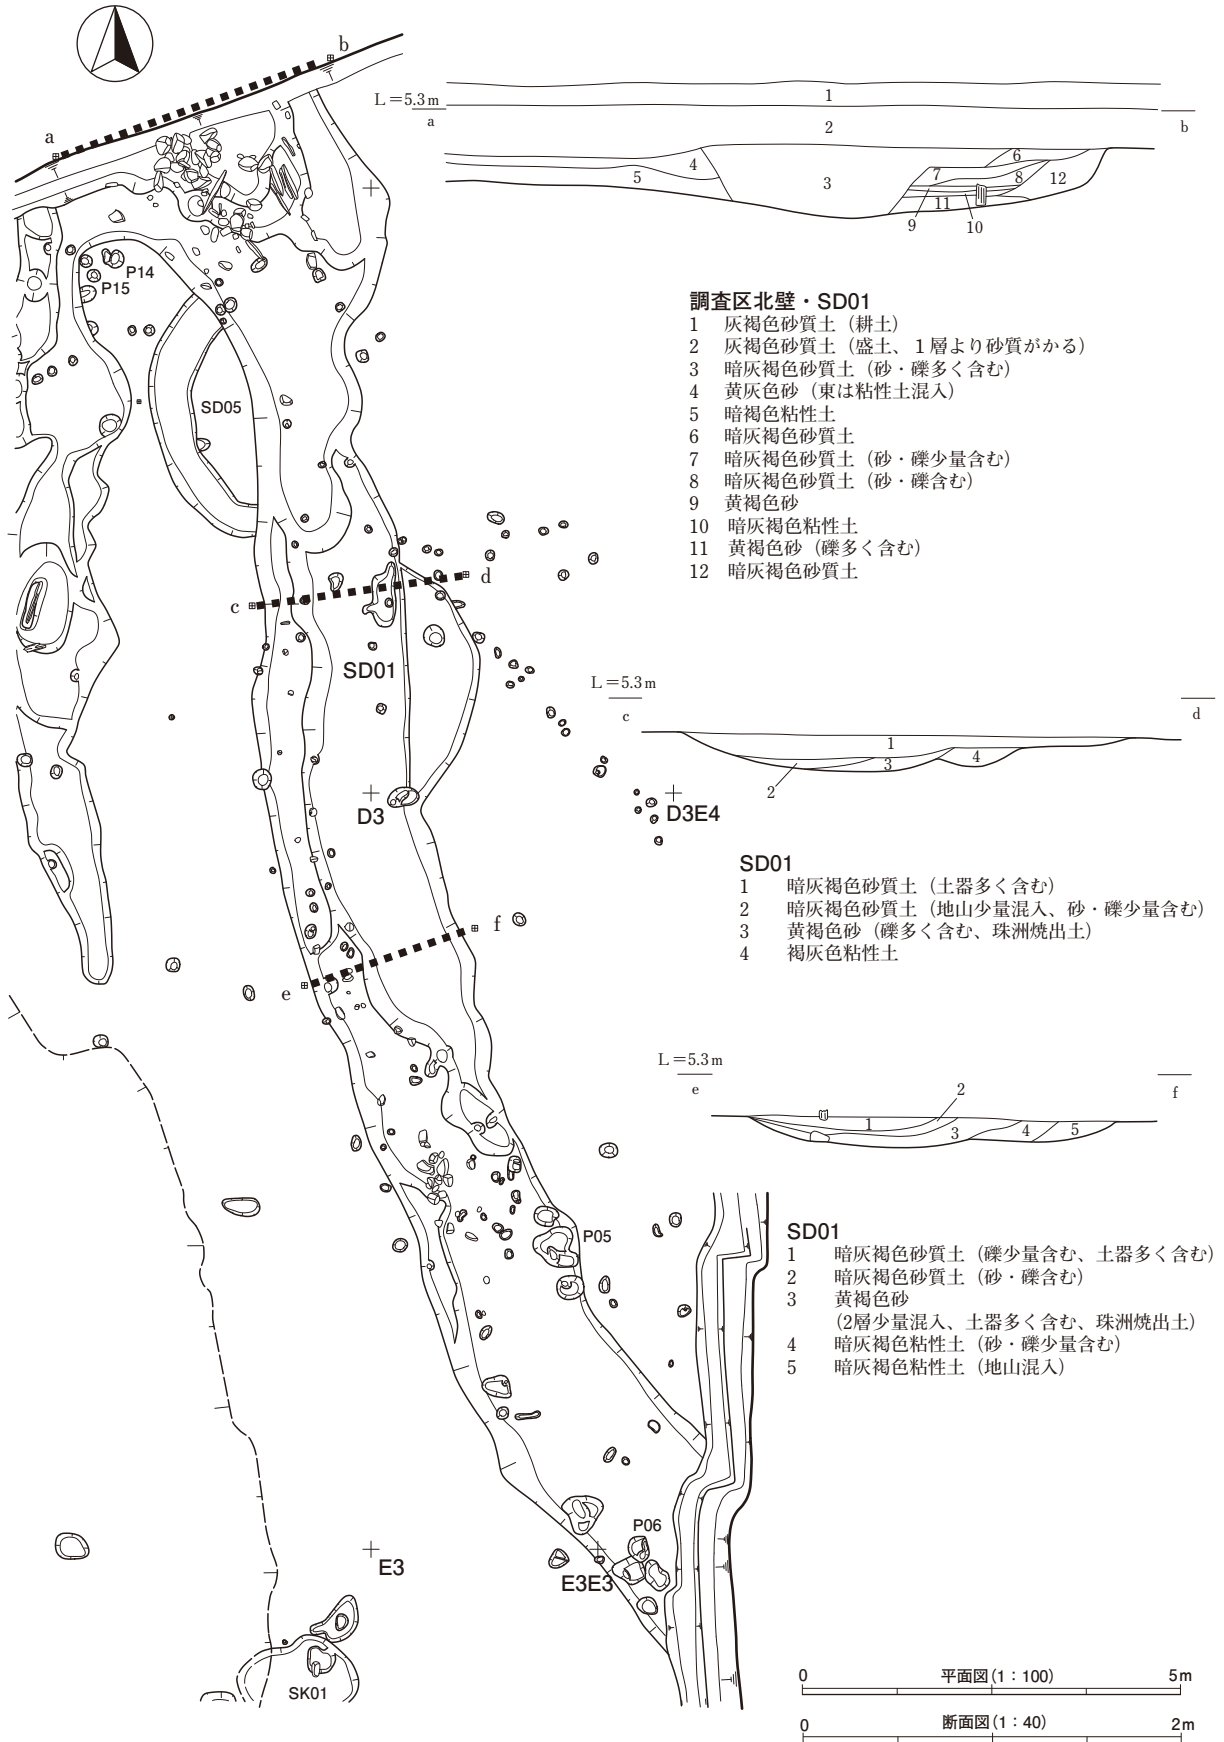 b
a
L＝5.3m
a
b
1
2
3
4
5
6
7
8
12
11
9
10
P14
P15
SD05
調査区北壁・SD01
1 灰褐色砂質土（耕土）
2 灰褐色砂質土（盛土、１層より砂質がかる）
3 暗灰褐色砂質土（砂・礫多く含む）
4 黄灰色砂（東は粘性土混入）
5 暗褐色粘性土
6 暗灰褐色砂質土
7 暗灰褐色砂質土（砂・礫少量含む）
8 暗灰褐色砂質土（砂・礫含む）
9 黄褐色砂
10 暗灰褐色粘性土
11 黄褐色砂（礫多く含む）
12 暗灰褐色砂質土
c
d
SD01
L＝5.3m
c
d
1
2
3
4
D3
D3E4
SD01
1 暗灰褐色砂質土（土器多く含む）
2 暗灰褐色砂質土（地山少量混入、砂・礫少量含む）
3 黄褐色砂（礫多く含む、珠洲焼出土）
4 褐灰色粘性土
e
f
L＝5.3m
e
f
1
2
3
4
5
SD01
1 暗灰褐色砂質土（礫少量含む、土器多く含む）
2 暗灰褐色砂質土（砂・礫含む）
3 黄褐色砂
（2層少量混入、土器多く含む、珠洲焼出土）
4 暗灰褐色粘性土（砂・礫少量含む）
5 暗灰褐色粘性土（地山混入）
P05
P06
E3
E3E3
SK01
0 平面図(1：100) 5m
0 断面図(1：40) 2m